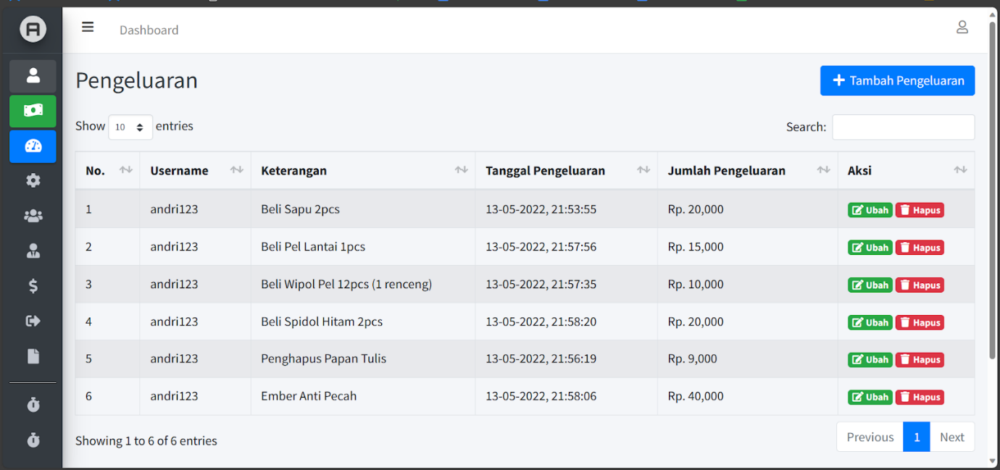 A
Dashboard
Pengeluaran
Tambah Pengeluaran
Show 10 entries
Search:
No. Username Keterangan Tanggal Pengeluaran Jumlah Pengeluaran Aksi
1 andri123 Beli Sapu 2pcs 13-05-2022, 21:53:55 Rp. 20,000 Ubah Hapus
2 andri123 Beli Pel Lantai 1pcs 13-05-2022, 21:57:56 Rp. 15,000 Ubah Hapus
3 andri123 Beli Wipol Pel 12pcs (1 renceng) 13-05-2022, 21:57:35 Rp. 10,000 Ubah Hapus
4 andri123 Beli Spidol Hitam 2pcs 13-05-2022, 21:58:20 Rp. 20,000 Ubah Hapus
5 andri123 Penghapus Papan Tulis 13-05-2022, 21:56:19 Rp. 9,000 Ubah Hapus
6 andri123 Ember Anti Pecah 13-05-2022, 21:58:06 Rp. 40,000 Ubah Hapus
Showing 1 to 6 of 6 entries
Previous 1 Next